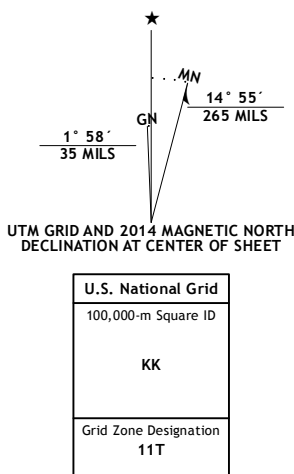 ★
MN
GN
14° 55´
265 MILS
1° 58´
35 MILS
UTM GRID AND 2014 MAGNETIC NORTH
DECLINATION AT CENTER OF SHEET
U.S. National Grid
100,000-m Square ID
KK
Grid Zone Designation
11T